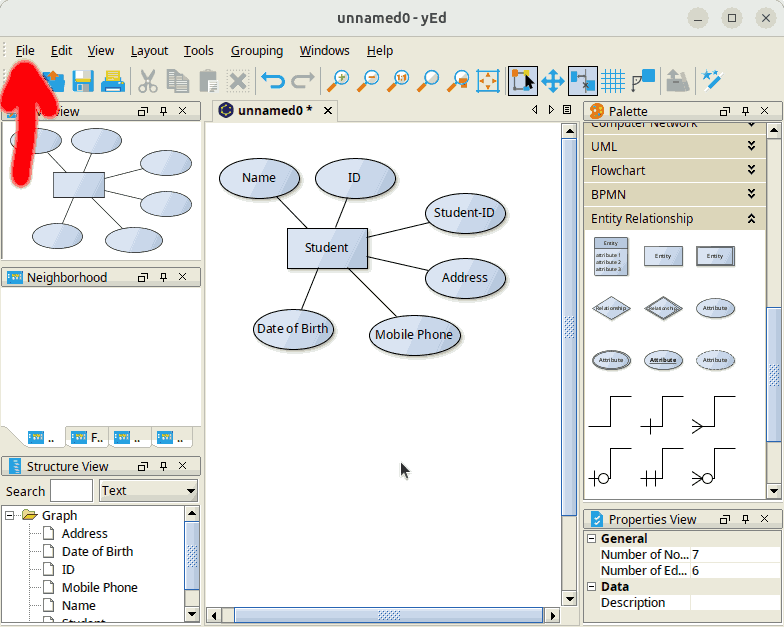 unnamed0 - yEd
File Edit View Layout Tools Grouping Windows Help
unnamed0 *
Palette
Computer Network
UML
Flowchart
BPMN
Entity Relationship
Entity
attribute 1
attribute 2
attribute 3
Entity
Entity
Relationship
Relationship
Attribute
Attribute
Attribute
Attribute
Name
ID
Student-ID
Student
Address
Date of Birth
Mobile Phone
Neighborhood
F..
Structure View
Search
Text
Graph
Address
Date of Birth
ID
Mobile Phone
Name
Student
Properties View
General
Number of No... 7
Number of Ed... 6
Data
Description